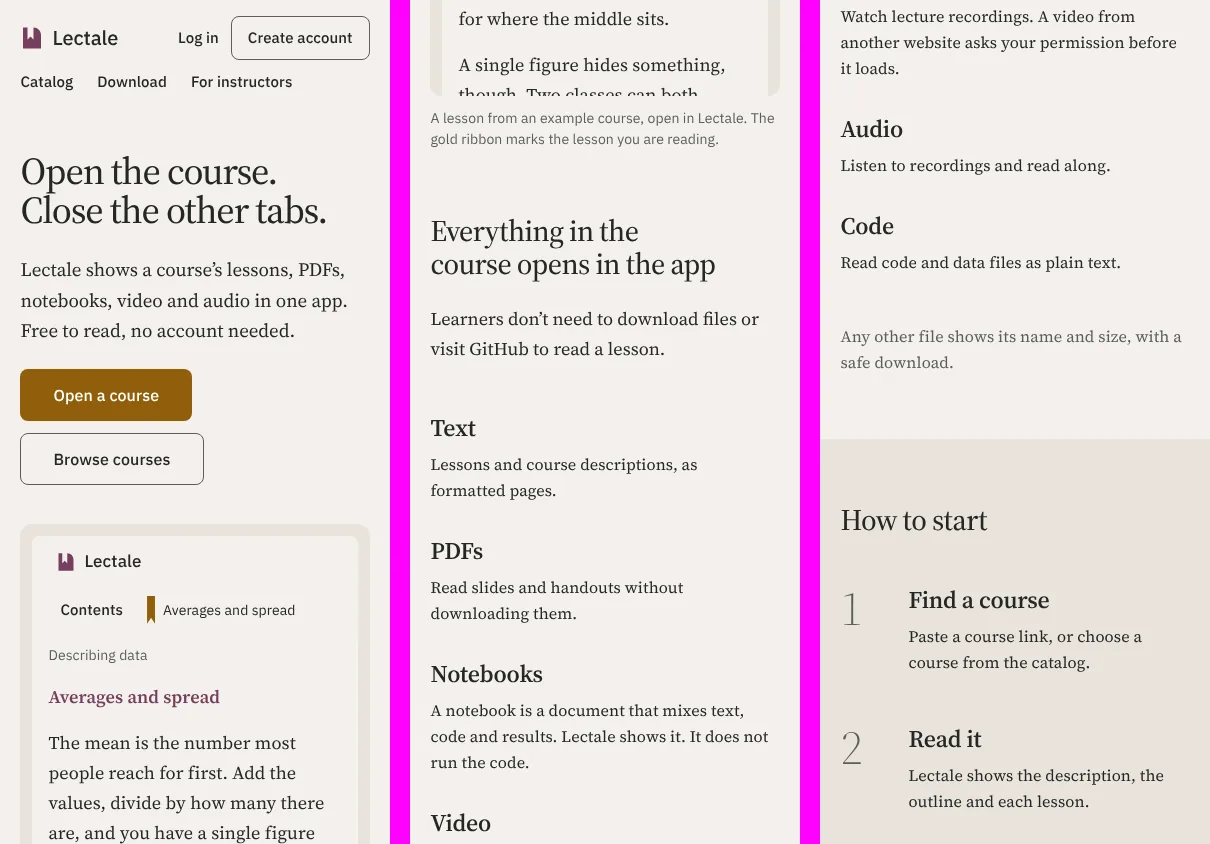 Lectale
Log in
Create account
Catalog
Download
For instructors
Open the course.
Close the other tabs.
Lectale shows a course’s lessons, PDFs,
notebooks, video and audio in one app.
Free to read, no account needed.
Open a course
Browse courses
Lectale
Contents
Averages and spread
Describing data
Averages and spread
The mean is the number most
people reach for first. Add the
values, divide by how many there
are, and you have a single figure
for where the middle sits.
A single figure hides something,
though. Two classes can both
A lesson from an example course, open in Lectale. The
gold ribbon marks the lesson you are reading.
Everything in the
course opens in the app
Learners don’t need to download files or
visit GitHub to read a lesson.
Text
Lessons and course descriptions, as
formatted pages.
PDFs
Read slides and handouts without
downloading them.
Notebooks
A notebook is a document that mixes text,
code and results. Lectale shows it. It does not
run the code.
Video
Watch lecture recordings. A video from
another website asks your permission before
it loads.
Audio
Listen to recordings and read along.
Code
Read code and data files as plain text.
Any other file shows its name and size, with a
safe download.
How to start
1
Find a course
Paste a course link, or choose a
course from the catalog.
2
Read it
Lectale shows the description, the
outline and each lesson.